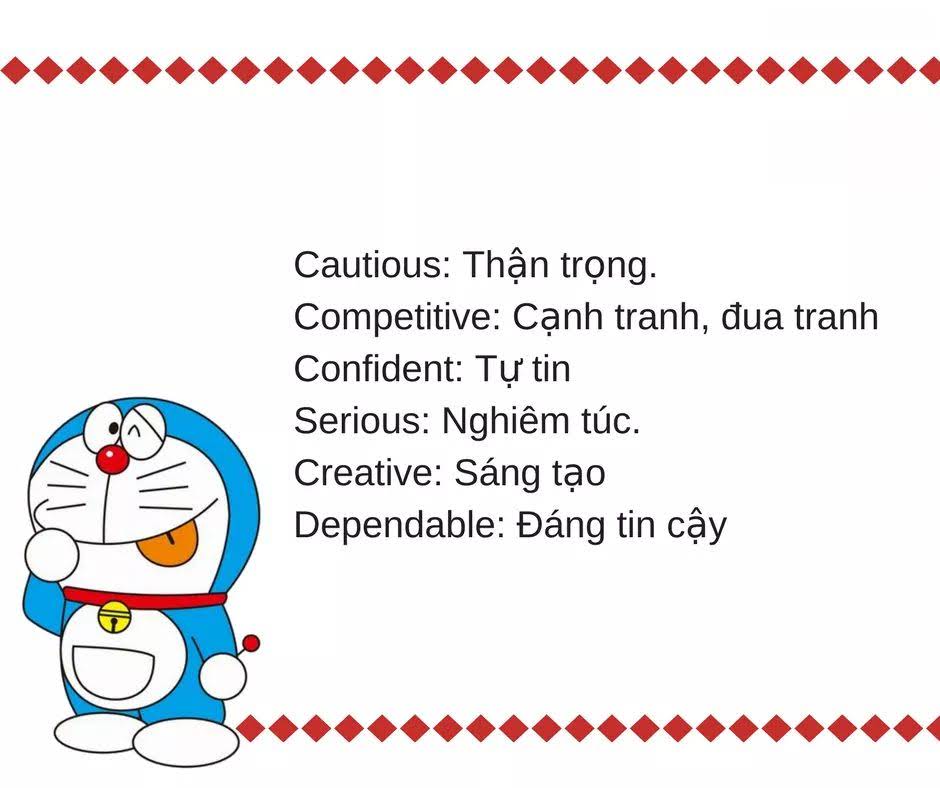 Cautious: Thận trọng.
Competitive: Cạnh tranh, đua tranh
Confident: Tự tin
Serious: Nghiêm túc.
Creative: Sáng tạo
Dependable: Đáng tin cậy